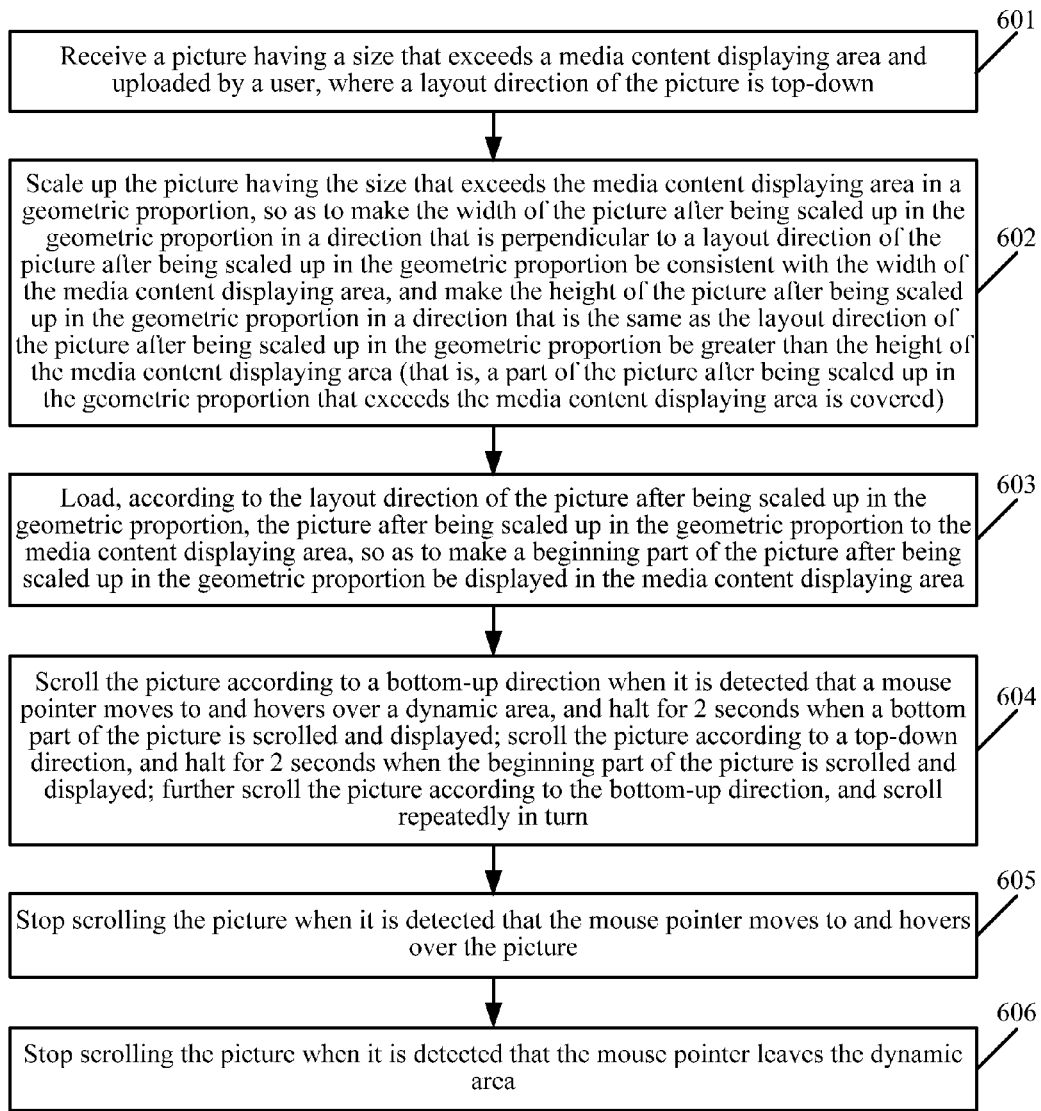 601
Receive a picture having a size that exceeds a media content displaying area and
uploaded by a user, where a layout direction of the picture is top-down
602
Scale up the picture having the size that exceeds the media content displaying area in a
geometric proportion, so as to make the width of the picture after being scaled up in the
geometric proportion in a direction that is perpendicular to a layout direction of the
picture after being scaled up in the geometric proportion be consistent with the width of
the media content displaying area, and make the height of the picture after being scaled
up in the geometric proportion in a direction that is the same as the layout direction of
the picture after being scaled up in the geometric proportion be greater than the height of
the media content displaying area (that is, a part of the picture after being scaled up in
the geometric proportion that exceeds the media content displaying area is covered)
603
Load, according to the layout direction of the picture after being scaled up in the
geometric proportion, the picture after being scaled up in the geometric proportion to the
media content displaying area, so as to make a beginning part of the picture after being
scaled up in the geometric proportion be displayed in the media content displaying area
604
Scroll the picture according to a bottom-up direction when it is detected that a mouse
pointer moves to and hovers over a dynamic area, and halt for 2 seconds when a bottom
part of the picture is scrolled and displayed; scroll the picture according to a top-down
direction, and halt for 2 seconds when the beginning part of the picture is scrolled and
displayed; further scroll the picture according to the bottom-up direction, and scroll
repeatedly in turn
605
Stop scrolling the picture when it is detected that the mouse pointer moves to and hovers
over the picture
606
Stop scrolling the picture when it is detected that the mouse pointer leaves the dynamic
area